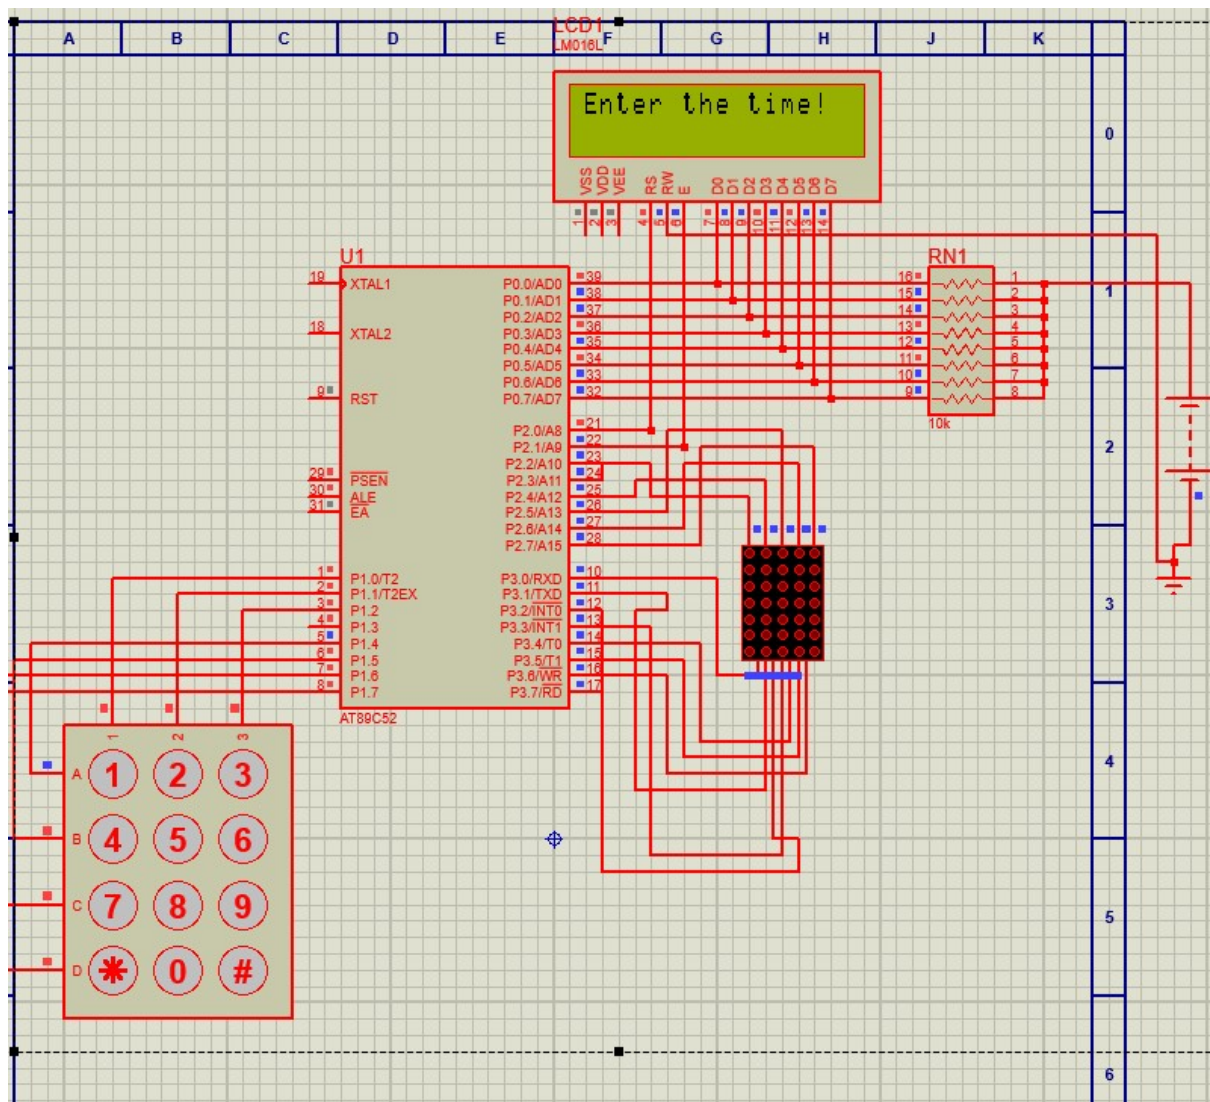 LCD1
LM016L
A B C D E F G H J K
Enter the time!
0
VSS VDD VEE RS RW E D0 D1 D2 D3 D4 D5 D6 D7
1 2 3 4 5 6 7 8 9 10 11 12 13 14
U1
RN1
19 XTAL1
18 XTAL2
9 RST
29 PSEN
30 ALE
31 EA
1 P1.0/T2
2 P1.1/T2EX
3 P1.2
4 P1.3
5 P1.4
6 P1.5
7 P1.6
8 P1.7
P0.0/AD0 39
P0.1/AD1 38
P0.2/AD2 37
P0.3/AD3 36
P0.4/AD4 35
P0.5/AD5 34
P0.6/AD6 33
P0.7/AD7 32
P2.0/A8 21
P2.1/A9 22
P2.2/A10 23
P2.3/A11 24
P2.4/A12 25
P2.5/A13 26
P2.6/A14 27
P2.7/A15 28
P3.0/RXD 10
P3.1/TXD 11
P3.2/INT0 12
P3.3/INT1 13
P3.4/T0 14
P3.5/T1 15
P3.6/WR 16
P3.7/RD 17
AT89C52
16 1
15 2
14 3
13 4
12 5
11 6
10 7
9 8
10k
1
2
3
4
5
6
1 2 3
A 1 2 3
B 4 5 6
C 7 8 9
D * 0 #